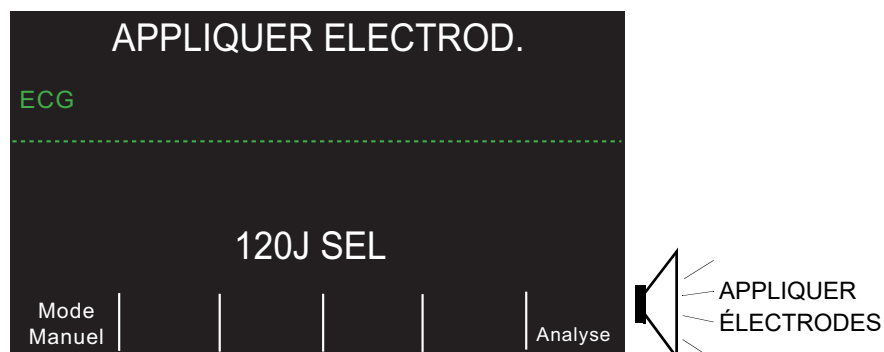 APPLIQUER ELECTROD.
ECG
120J SEL
Mode
Manuel
Analyse
APPLIQUER
ÉLECTRODES